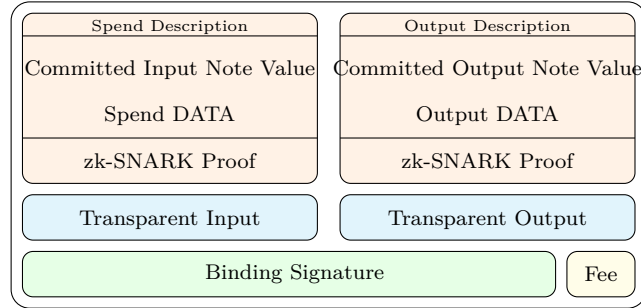 Spend Description
Committed Input Note Value
Spend DATA
zk-SNARK Proof
Output Description
Committed Output Note Value
Output DATA
zk-SNARK Proof
Transparent Input
Transparent Output
Binding Signature
Fee